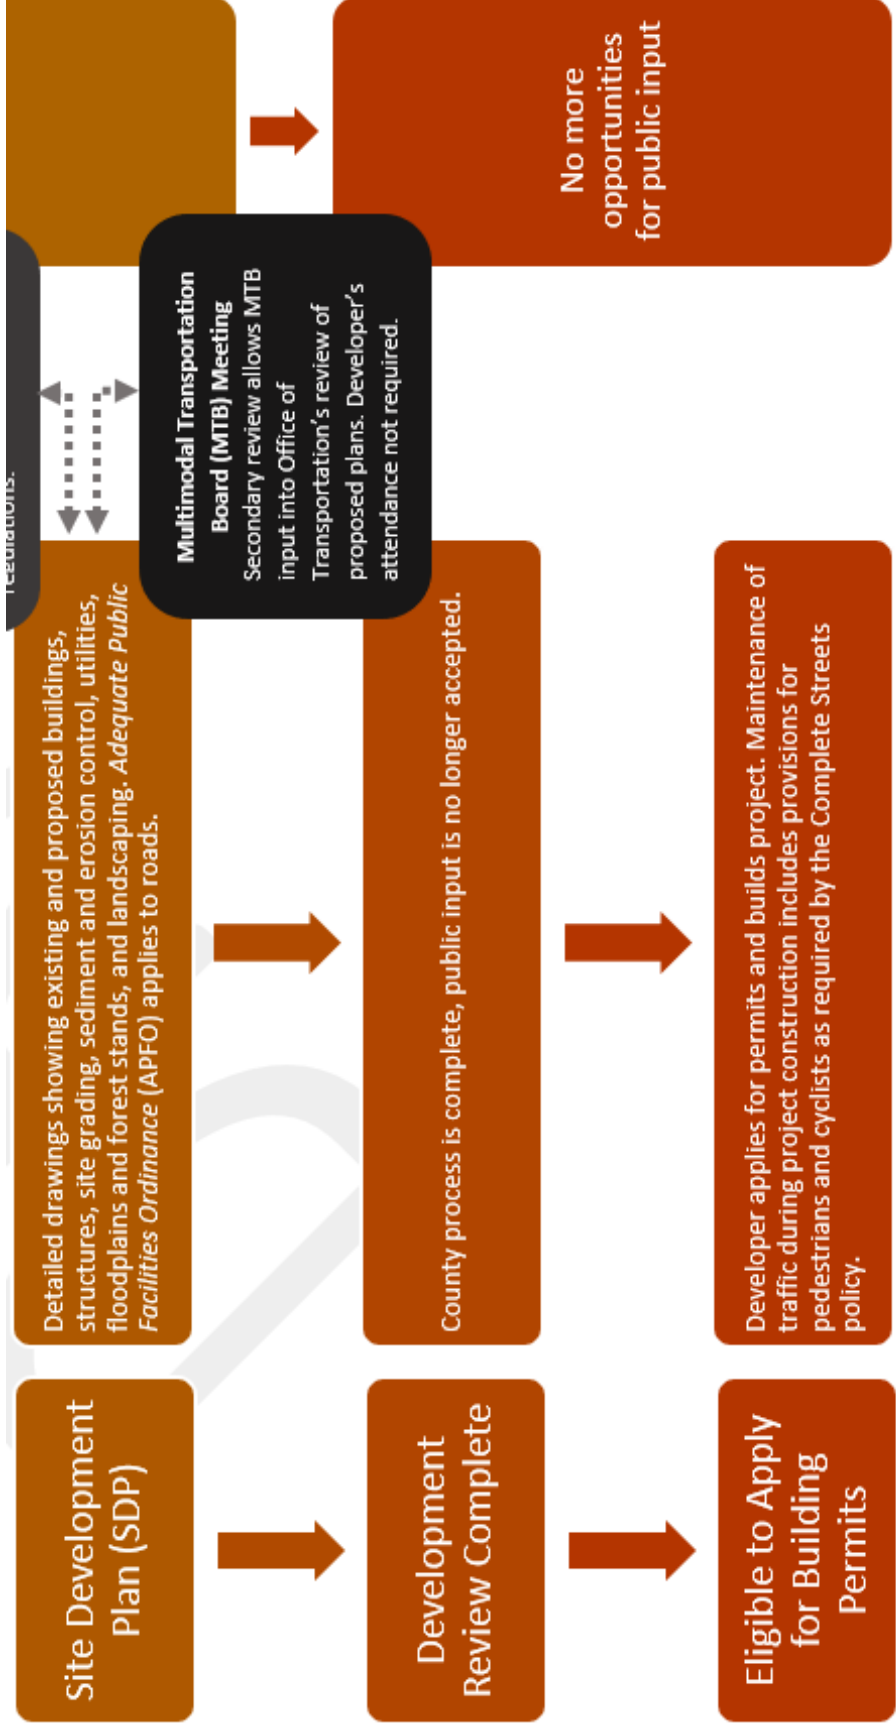 Site Development
Plan (SDP)
Detailed drawings showing existing and proposed buildings,
structures, site grading, sediment and erosion control, utilities,
floodplains and forest stands, and landscaping. Adequate Public
Facilities Ordinance (APFO) applies to roads.
Multimodal Transportation
Board (MTB) Meeting
Secondary review allows MTB
input into Office of
Transportation's review of
proposed plans. Developer's
attendance not required.
Development
Review Complete
County process is complete, public input is no longer accepted.
No more
opportunities
for public input
Eligible to Apply
for Building
Permits
Developer applies for permits and builds project. Maintenance of
traffic during project construction includes provisions for
pedestrians and cyclists as required by the Complete Streets
policy.